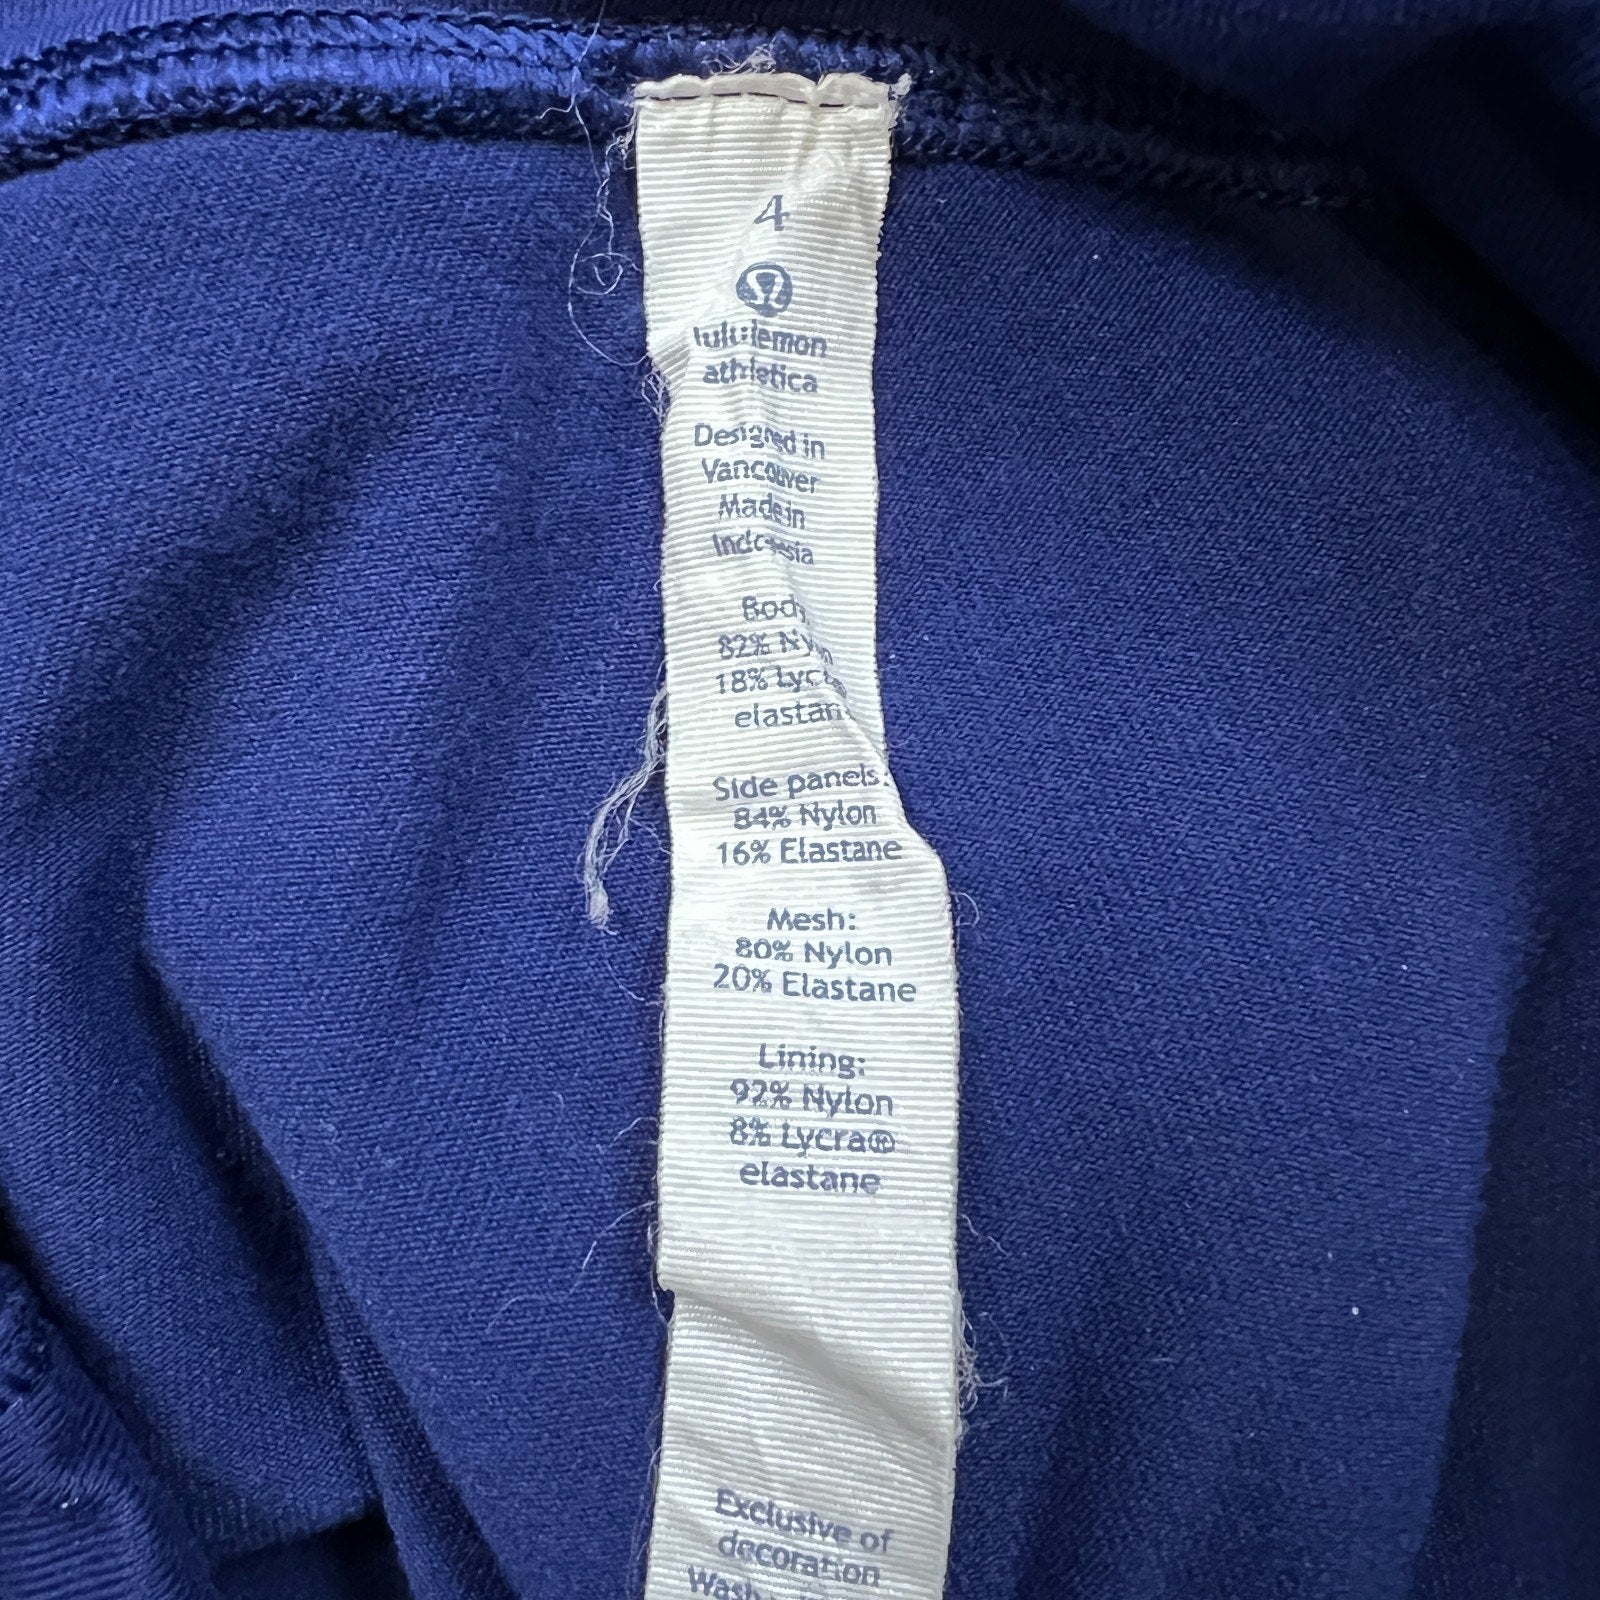 4
lululemon
athletica
Designed in
Vancouver
Made in
Indonesia
Body:
82% Nylon
18% Lycra
elastane
Side panels:
84% Nylon
16% Elastane
Mesh:
80% Nylon
20% Elastane
Lining:
92% Nylon
8% Lycra®
elastane
Exclusive of
decoration
Wash